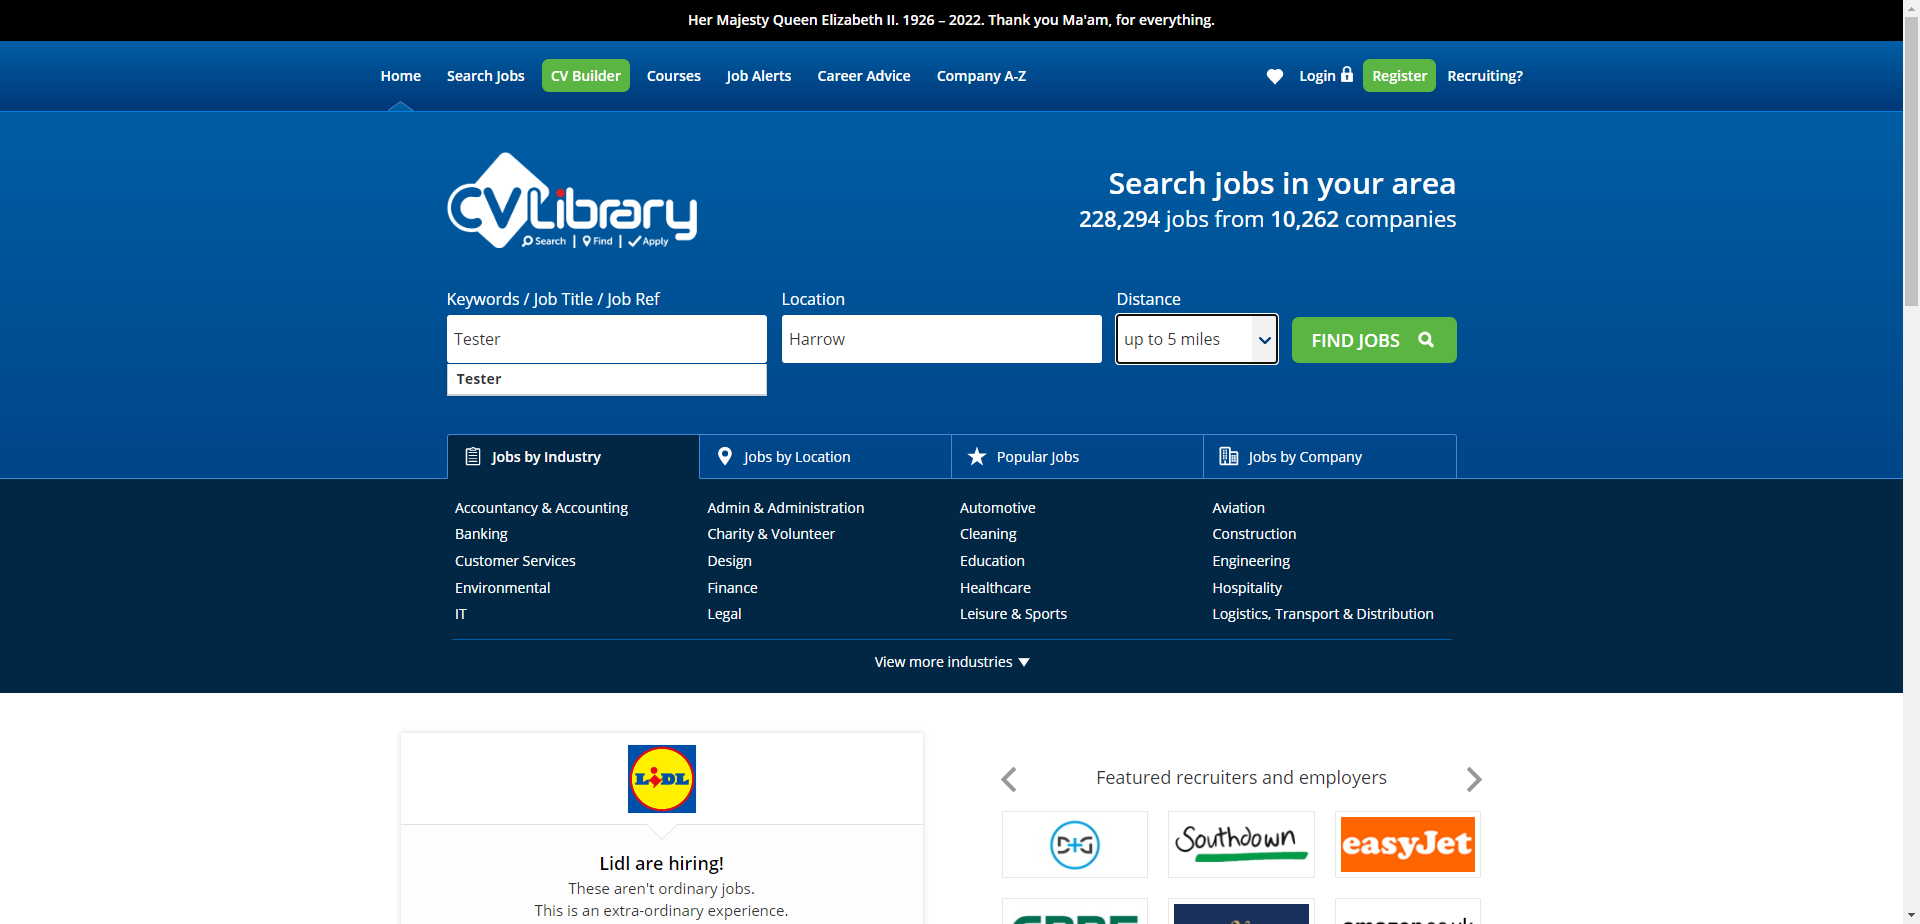 Her Majesty Queen Elizabeth II. 1926 – 2022. Thank you Ma'am, for everything.
Home Search Jobs CV Builder Courses Job Alerts Career Advice Company A-Z Login Register Recruiting?
CV Library
Search | Find | Apply
Search jobs in your area
228,294 jobs from 10,262 companies
Keywords / Job Title / Job Ref Location Distance
Tester Harrow up to 5 miles FIND JOBS
Tester
Jobs by Industry Jobs by Location Popular Jobs Jobs by Company
Accountancy & Accounting Admin & Administration Automotive Aviation
Banking Charity & Volunteer Cleaning Construction
Customer Services Design Education Engineering
Environmental Finance Healthcare Hospitality
IT Legal Leisure & Sports Logistics, Transport & Distribution
View more industries
LIDL
Featured recruiters and employers
D+G Southdown easyJet
Lidl are hiring!
These aren't ordinary jobs.
This is an extra-ordinary experience.